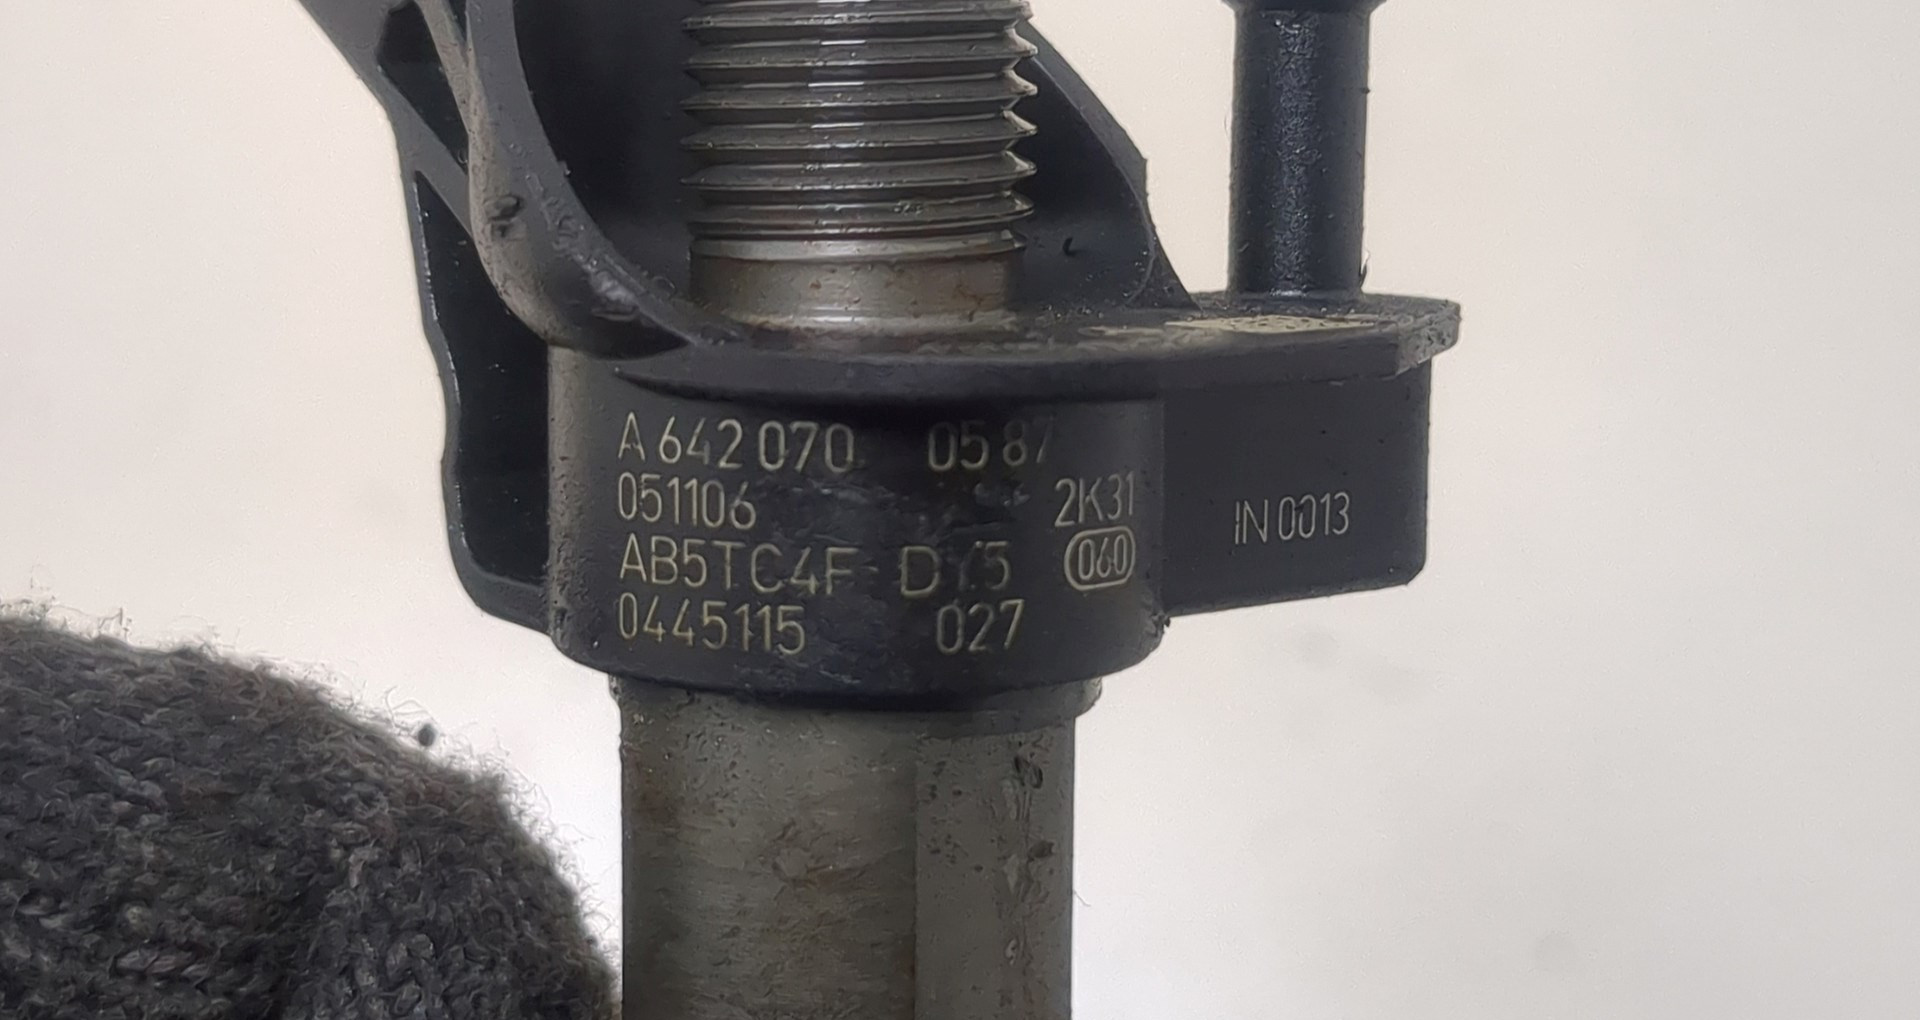 A 642 070 05 87
051106 2K31
AB5TC4F 060
0445115 027
IN 0013